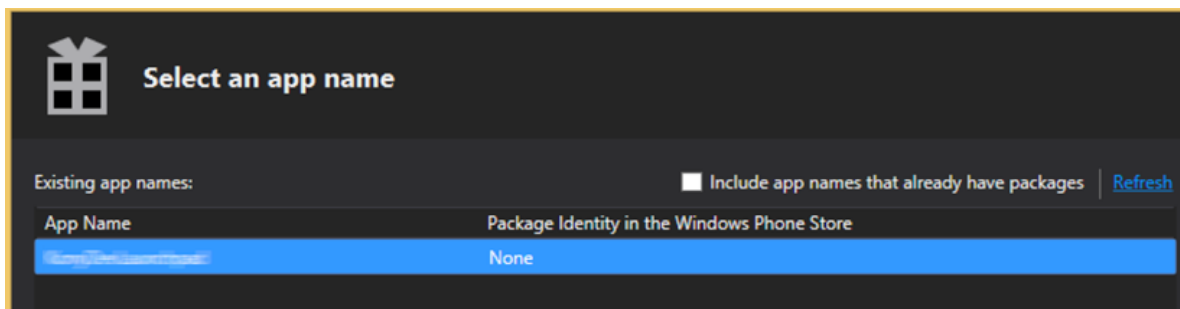 Select an app name
Existing app names: Include app names that already have packages Refresh
App Name Package Identity in the Windows Phone Store
None